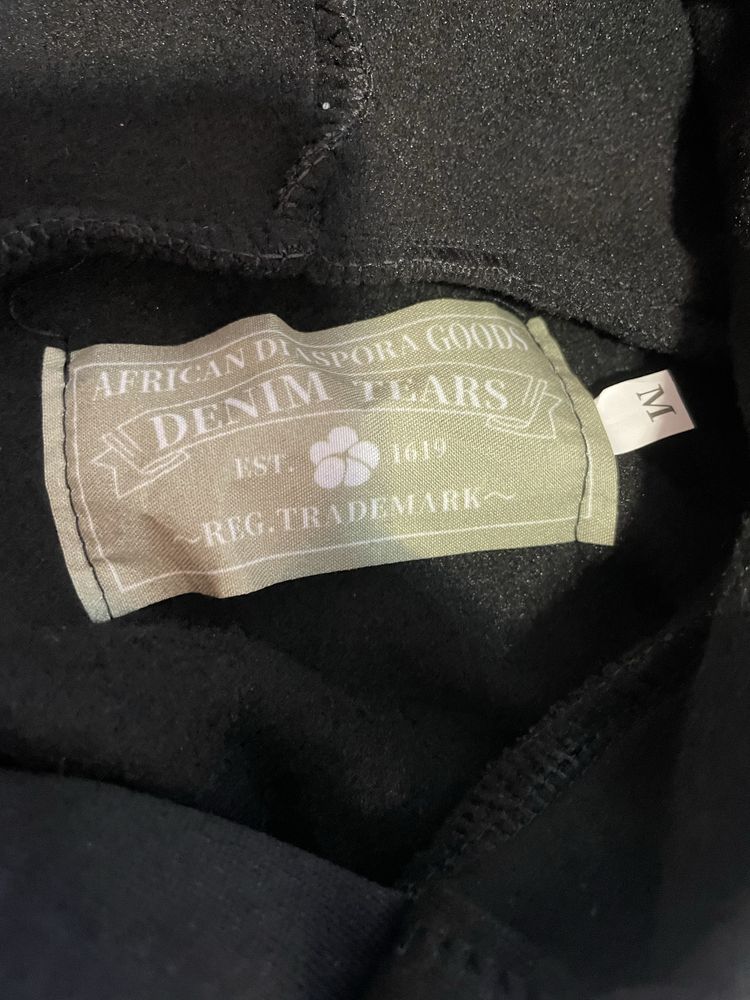 AFRICAN DIASPORA GOODS
DENIM TEARS
EST. 1619
~REG. TRADEMARK~
M